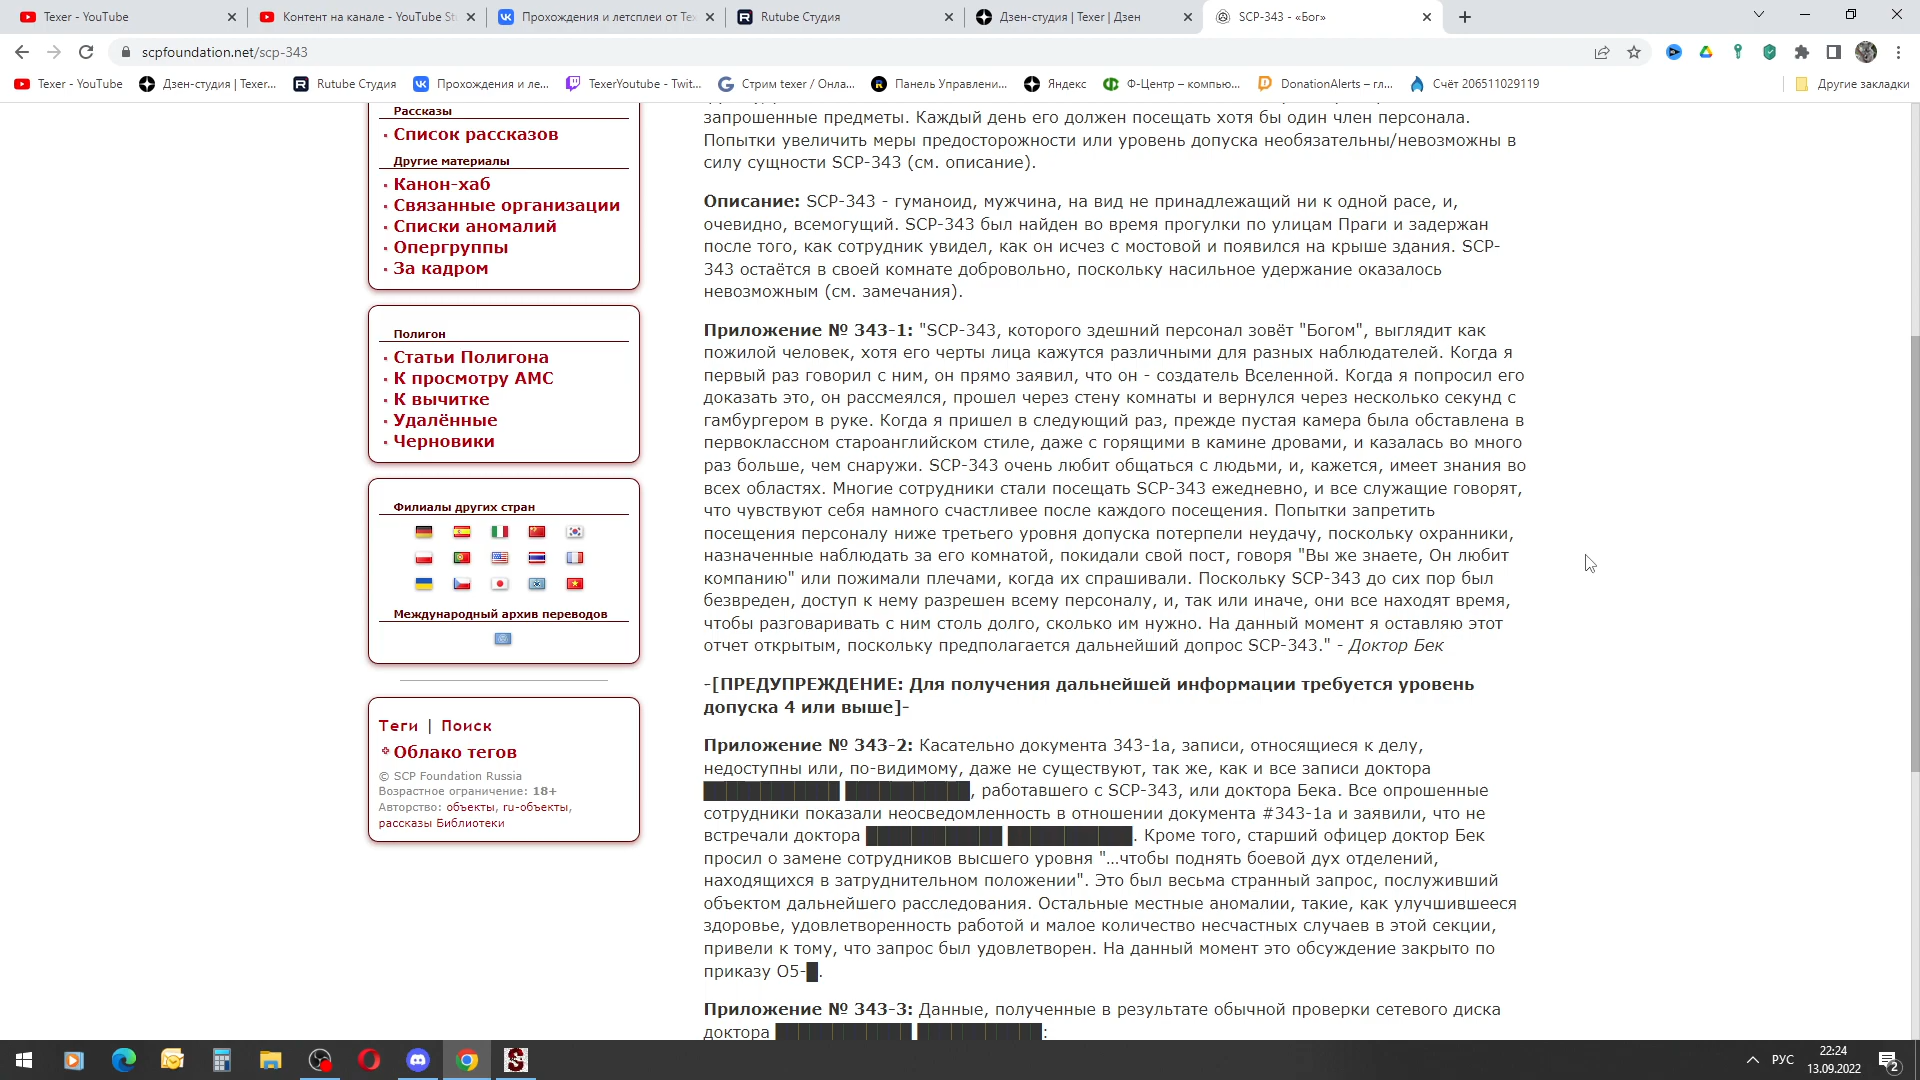 Texer - YouTube
Контент на канале - YouTube St
Прохождения и летсплеи от Te
Rutube Студия
Дзен-студия | Texer | Дзен
SCP-343 - «Бог»
scpfoundation.net/scp-343
Texer - YouTube
Дзен-студия | Texer...
Rutube Студия
Прохождения и ле...
TexerYoutube - Twit...
Стрим texer / Онла...
Панель Управлени...
Яндекс
Ф-Центр – компью...
DonationAlerts – гл...
Счёт 206511029119
Другие закладки
Рассказы
Список рассказов
Другие материалы
Канон-хаб
Связанные организации
Списки аномалий
Опергруппы
За кадром
Полигон
Статьи Полигона
К просмотру АМС
К вычитке
Удалённые
Черновики
Филиалы других стран
Международный архив переводов
Теги | Поиск
Облако тегов
© SCP Foundation Russia
Возрастное ограничение: 18+
Авторство: объекты, ru-объекты,
рассказы Библиотеки
запрошенные предметы. Каждый день его должен посещать хотя бы один член персонала.
Попытки увеличить меры предосторожности или уровень допуска необязательны/невозможны в
силу сущности SCP-343 (см. описание).
Описание: SCP-343 - гуманоид, мужчина, на вид не принадлежащий ни к одной расе, и,
очевидно, всемогущий. SCP-343 был найден во время прогулки по улицам Праги и задержан
после того, как сотрудник увидел, как он исчез с мостовой и появился на крыше здания. SCP-
343 остаётся в своей комнате добровольно, поскольку насильное удержание оказалось
невозможным (см. замечания).
Приложение № 343-1: "SCP-343, которого здешний персонал зовёт "Богом", выглядит как
пожилой человек, хотя его черты лица кажутся различными для разных наблюдателей. Когда я
первый раз говорил с ним, он прямо заявил, что он - создатель Вселенной. Когда я попросил его
доказать это, он рассмеялся, прошел через стену комнаты и вернулся через несколько секунд с
гамбургером в руке. Когда я пришел в следующий раз, прежде пустая камера была обставлена в
первоклассном староанглийском стиле, даже с горящими в камине дровами, и казалась во много
раз больше, чем снаружи. SCP-343 очень любит общаться с людьми, и, кажется, имеет знания во
всех областях. Многие сотрудники стали посещать SCP-343 ежедневно, и все служащие говорят,
что чувствуют себя намного счастливее после каждого посещения. Попытки запретить
посещения персоналу ниже третьего уровня допуска потерпели неудачу, поскольку охранники,
назначенные наблюдать за его комнатой, покидали свой пост, говоря "Вы же знаете, Он любит
компанию" или пожимали плечами, когда их спрашивали. Поскольку SCP-343 до сих пор был
безвреден, доступ к нему разрешен всему персоналу, и, так или иначе, они все находят время,
чтобы разговаривать с ним столь долго, сколько им нужно. На данный момент я оставляю этот
отчет открытым, поскольку предполагается дальнейший допрос SCP-343." - Доктор Бек
-[ПРЕДУПРЕЖДЕНИЕ: Для получения дальнейшей информации требуется уровень
допуска 4 или выше]-
Приложение № 343-2: Касательно документа 343-1a, записи, относящиеся к делу,
недоступны или, по-видимому, даже не существуют, так же, как и все записи доктора
████████████ ███████████, работавшего с SCP-343, или доктора Бека. Все опрошенные
сотрудники показали неосведомленность в отношении документа #343-1a и заявили, что не
встречали доктора ████████████ ███████████. Кроме того, старший офицер доктор Бек
просил о замене сотрудников высшего уровня "…чтобы поднять боевой дух отделений,
находящихся в затруднительном положении". Это был весьма странный запрос, послуживший
объектом дальнейшего расследования. Остальные местные аномалии, такие, как улучшившееся
здоровье, удовлетворенность работой и малое количество несчастных случаев в этой секции,
привели к тому, что запрос был удовлетворен. На данный момент это обсуждение закрыто по
приказу O5-█.
Приложение № 343-3: Данные, полученные в результате обычной проверки сетевого диска
доктора ████████████ ███████████:
РУС
22:24
13.09.2022
2